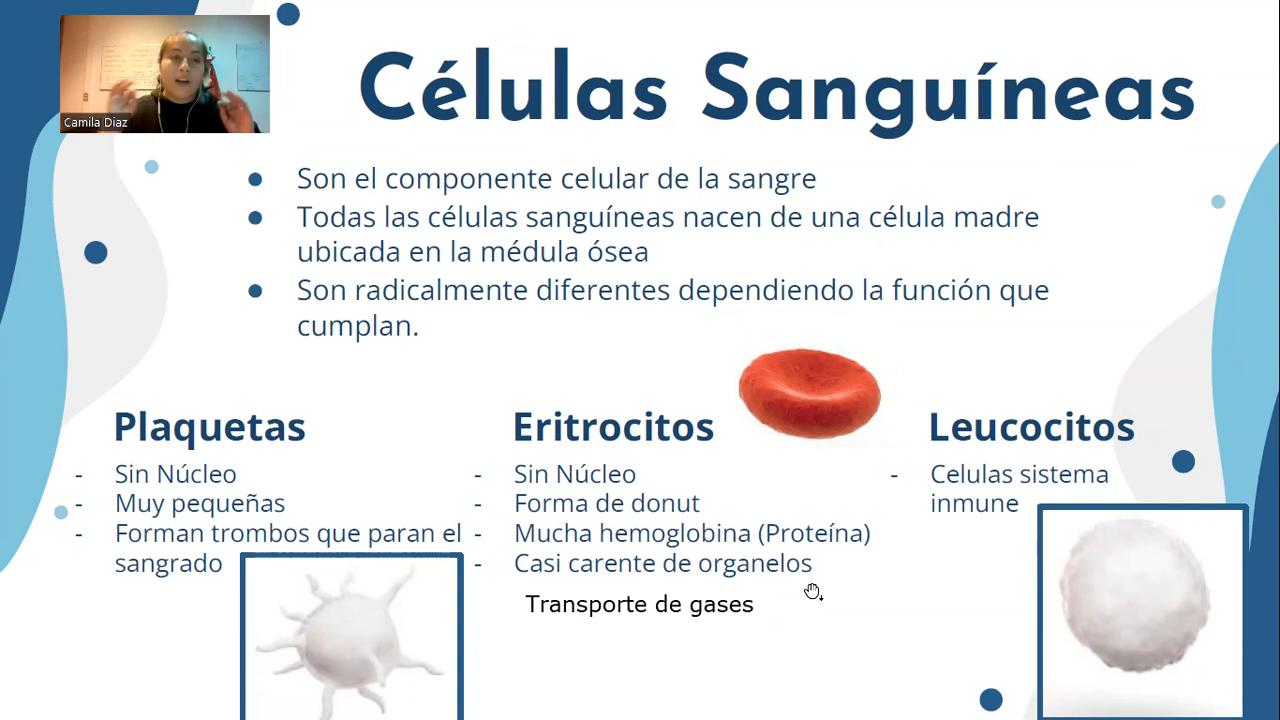 Camila Diaz
Células Sanguíneas
● Son el componente celular de la sangre
● Todas las células sanguíneas nacen de una célula madre
ubicada en la médula ósea
● Son radicalmente diferentes dependiendo la función que
cumplan.
Plaquetas
- Sin Núcleo
- Muy pequeñas
- Forman trombos que paran el
sangrado
Eritrocitos
- Sin Núcleo
- Forma de donut
- Mucha hemoglobina (Proteína)
- Casi carente de organelos
Transporte de gases
Leucocitos
- Celulas sistema
inmune